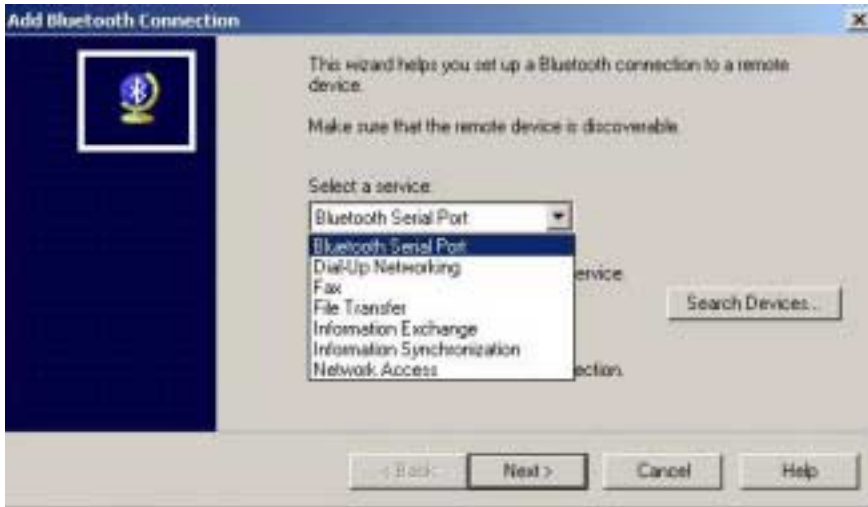 Add Bluetooth Connection
This wizard helps you set up a Bluetooth connection to a remote
device.
Make sure that the remote device is discoverable.
Select a service:
Bluetooth Serial Port
Bluetooth Serial Port
Dial-Up Networking
ervice
Fax
File Transfer
Search Devices...
Information Exchange
Information Synchronization
Network Access
ection.
< Back
Next >
Cancel
Help